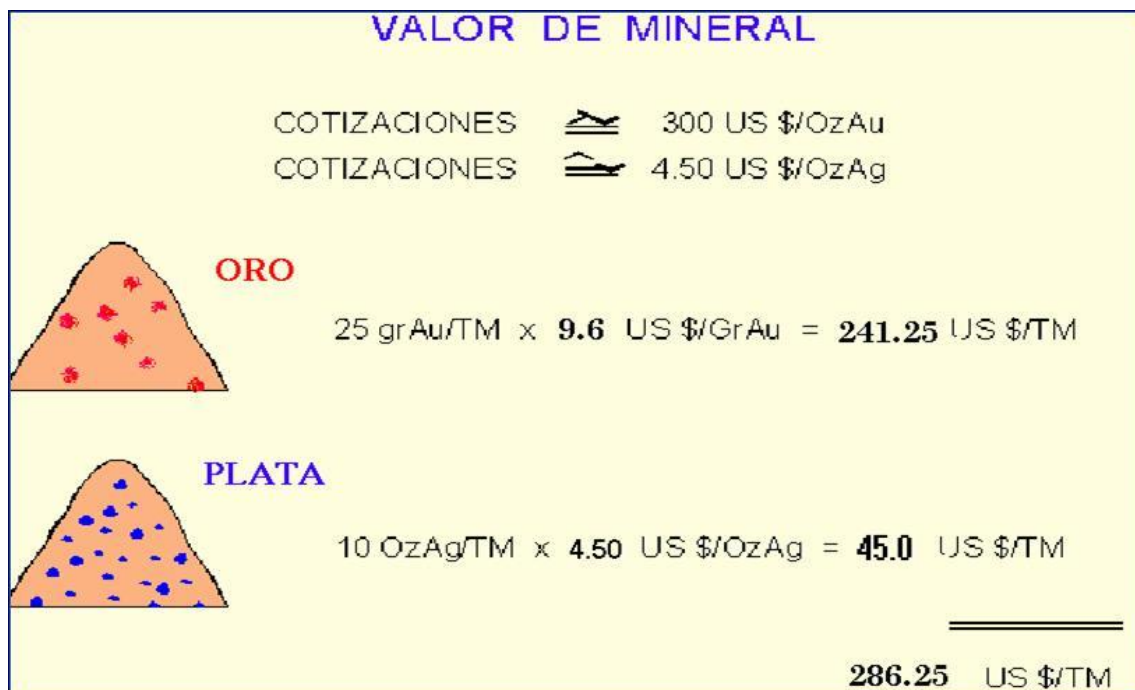 VALOR DE MINERAL
COTIZACIONES ≅ 300 US $/OzAu
COTIZACIONES ≅ 4.50 US $/OzAg
ORO
25 grAu/TM x 9.6 US $/GrAu = 241.25 US $/TM
PLATA
10 OzAg/TM x 4.50 US $/OzAg = 45.0 US $/TM
286.25 US $/TM